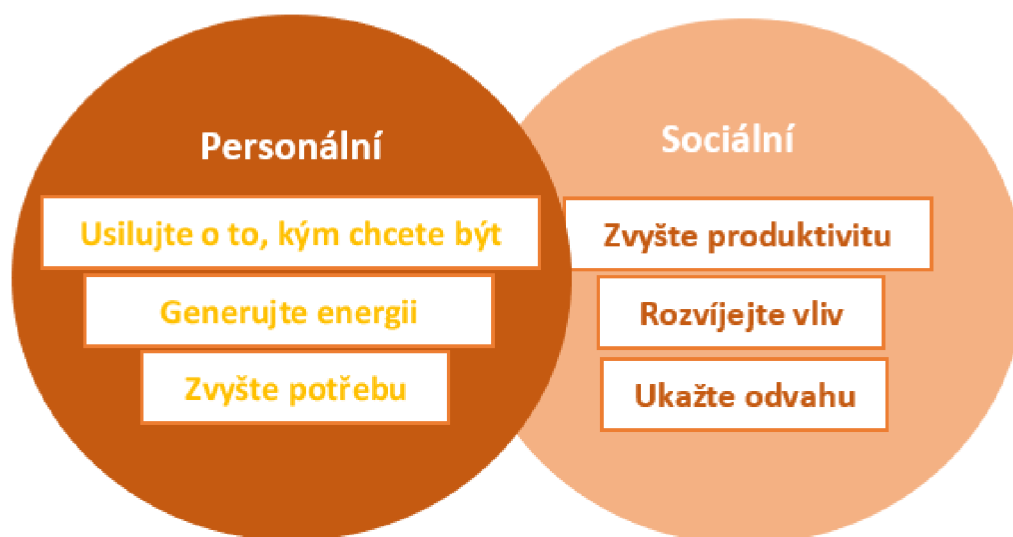 Personální
Usilujte o to, kým chcete být
Generujte energii
Zvyšte potřebu
Sociální
Zvyšte produktivitu
Rozvíjejte vliv
Ukažte odvahu